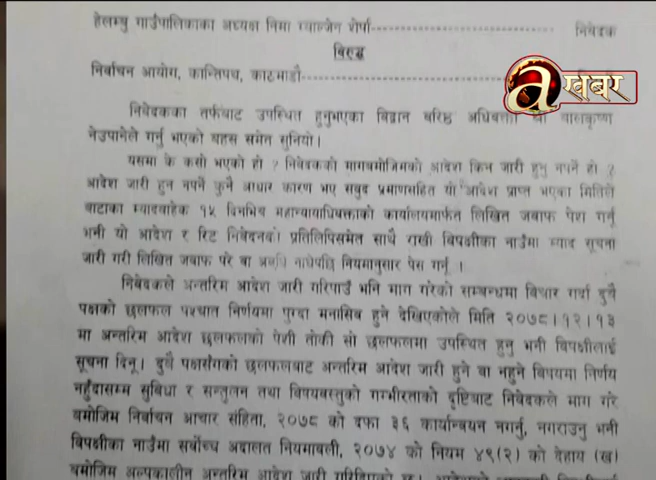 हेलम्बु गाउँपालिकाका अध्यक्ष निमा ग्याल्जेन शेर्पा------------------------निवेदक
विरुद्ध
निर्वाचन आयोग, कान्तिपथ, काठमाडौं---------------------
a खबर
निवेदकका तर्फबाट उपस्थित हुनुभएका विद्वान वरिष्ठ अधिवक्ता श्री बालकृष्ण
नेउपानेले गर्नु भएको बहस समेत सुनियो।
यसमा के कसो भएको हो ? निवेदकको मागबमोजिमको आदेश किन जारी हुनु नपर्ने हो ?
आदेश जारी हुन नपर्ने कुनै आधार कारण भए सबुद प्रमाणसहित यो आदेश प्राप्त भएका मितिले
बाटाका म्यादबाहेक १५ दिनभित्र महान्यायाधिवक्ताको कार्यालयमार्फत लिखित जवाफ पेश गर्नू
भनी यो आदेश र रिट निवेदनको प्रतिलिपिसमेत साथै राखी विपक्षीका नाउँमा म्याद सूचना
जारी गरी लिखित जवाफ परे वा अवधि नाघेपछि नियमानुसार पेस गर्नू ।
निवेदकले अन्तरिम आदेश जारी गरिपाउँ भनि माग गरेको सम्बन्धमा विचार गर्दा दुवै
पक्षको छलफल पश्चात निर्णयमा पुग्दा मनासिब हुने देखिएकोले मिति २०७८।१२।१३
मा अन्तरिम आदेश छलफलको पेशी तोकी सो छलफलमा उपस्थित हुनु भनी विपक्षीलाई
सूचना दिनू। दुवै पक्षसँगको छलफलबाट अन्तरिम आदेश जारी हुने वा नहुने विषयमा निर्णय
नहुँदासम्म सुविधा र सन्तुलन तथा विषयवस्तुको गम्भीरताको दृष्टिबाट निवेदकले माग गरे
बमोजिम निर्वाचन आचार संहिता, २०७८ को दफा ३६ कार्यान्वयन नगर्नु, नगराउनु भनी
विपक्षीका नाउँमा सर्वोच्च अदालत नियमावली, २०७४ को नियम ४९(२) को देहाय (ख)
बमोजिम अल्पकालीन अन्तरिम आदेश जारी गरिदिएको छ।